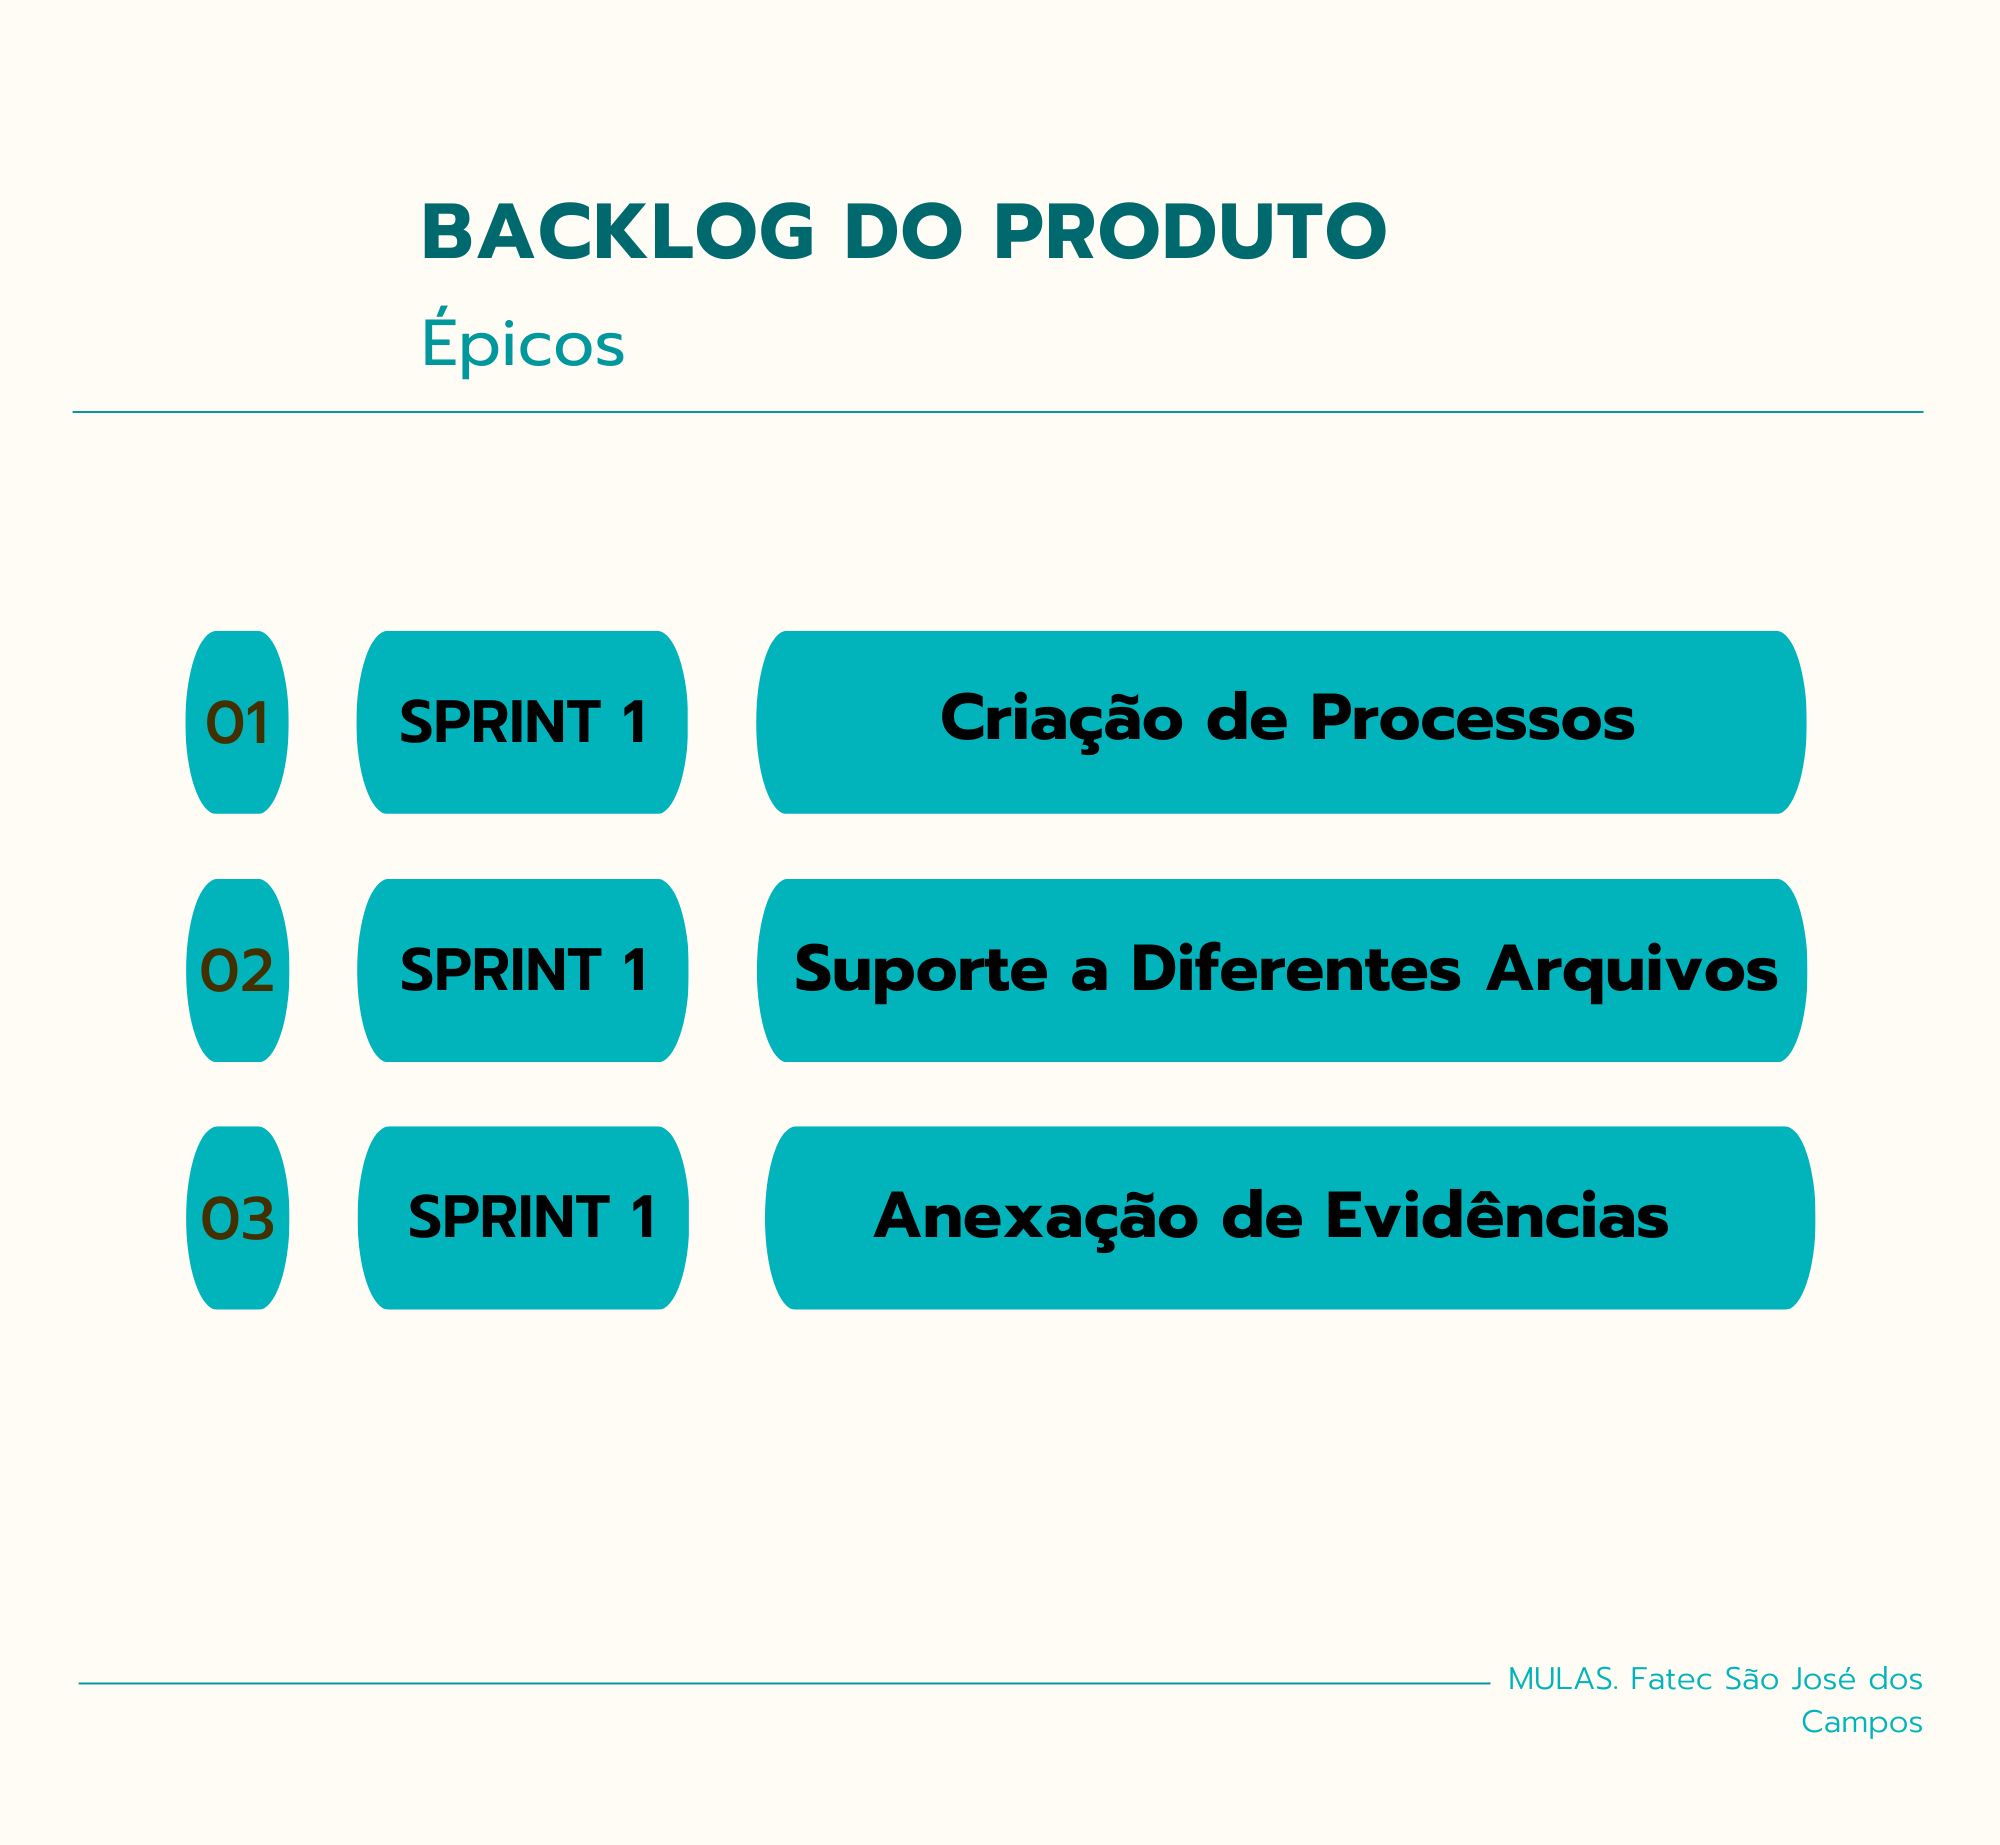 BACKLOG DO PRODUTO
Épicos
01 SPRINT 1 Criação de Processos
02 SPRINT 1 Suporte a Diferentes Arquivos
03 SPRINT 1 Anexação de Evidências
MULAS. Fatec São José dos
Campos